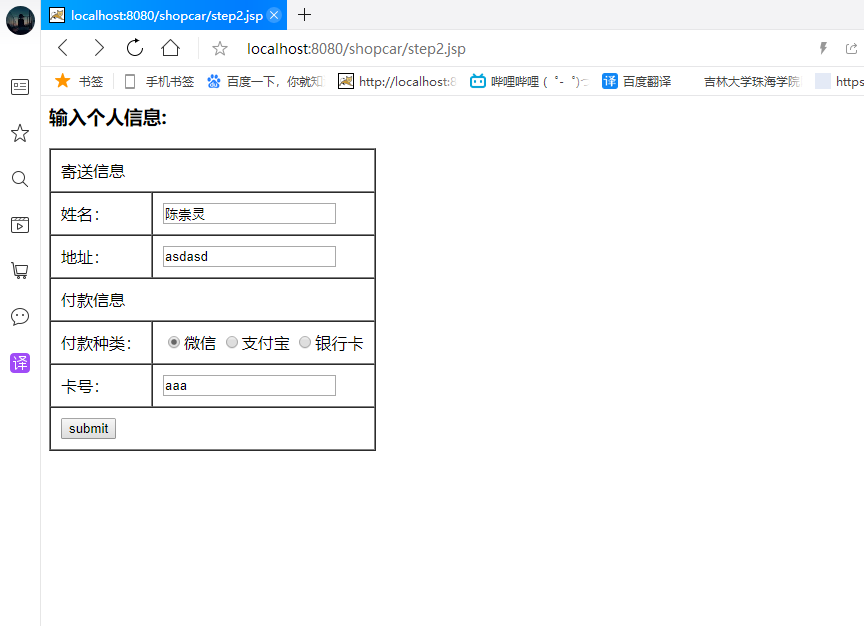 localhost:8080/shopcar/step2.jsp
localhost:8080/shopcar/step2.jsp
书签 手机书签 百度一下，你就知 http://localhost:8 哔哩哔哩 ( ゜- ゜)つ 百度翻译 吉林大学珠海学院 https
输入个人信息:
寄送信息
姓名： 陈崇灵
地址： asdasd
付款信息
付款种类： 微信 支付宝 银行卡
卡号： aaa
submit
译